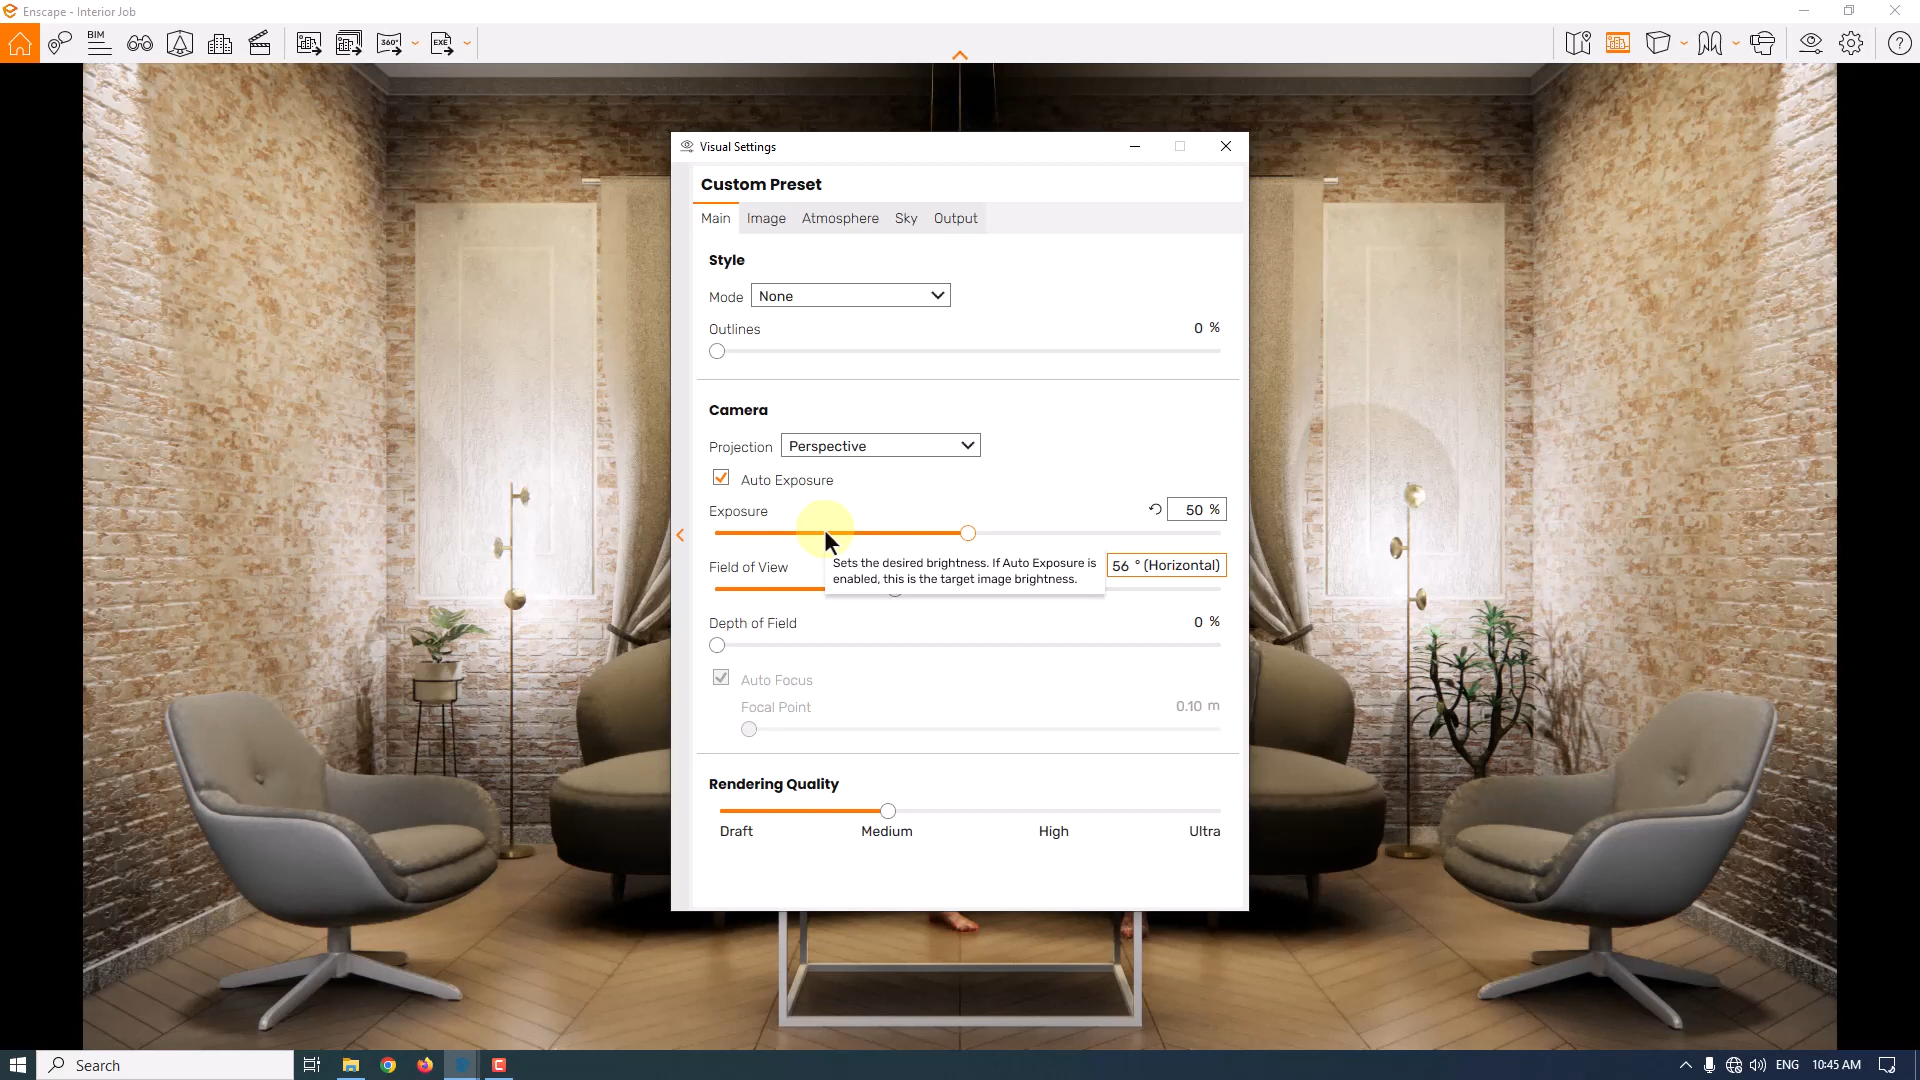 Enscape - Interior Job
BIM
360°
EXE
Visual Settings
Custom Preset
Main Image Atmosphere Sky Output
Style
Mode None
Outlines 0 %
Camera
Projection Perspective
Auto Exposure
Exposure 50 %
Sets the desired brightness. If Auto Exposure is
enabled, this is the target image brightness.
Field of View 56 ° (Horizontal)
Depth of Field 0 %
Auto Focus
Focal Point 0.10 m
Rendering Quality
Draft Medium High Ultra
Search
ENG 10:45 AM